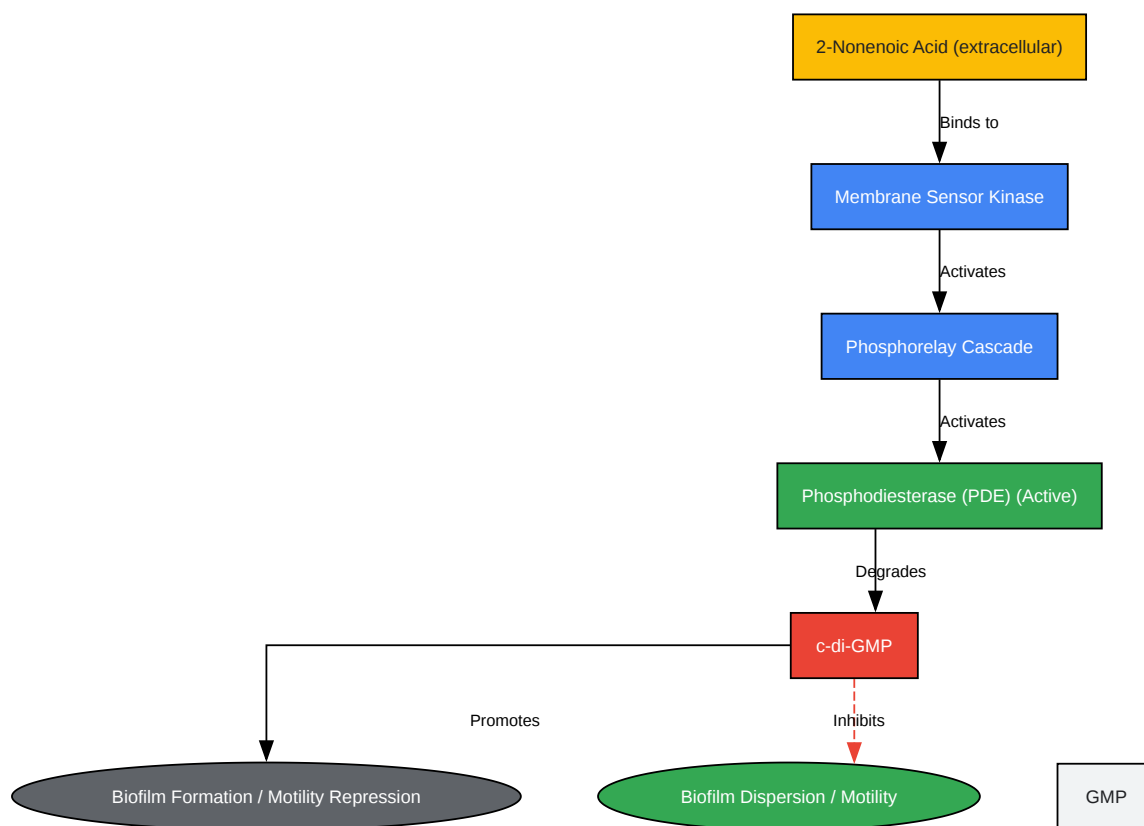 2-Nonenoic Acid (extracellular)
Binds to
Membrane Sensor Kinase
Activates
Phosphorelay Cascade
Activates
Phosphodiesterase (PDE) (Active)
Degrades
c-di-GMP
Promotes
Inhibits
Biofilm Formation / Motility Repression
Biofilm Dispersion / Motility
GMP